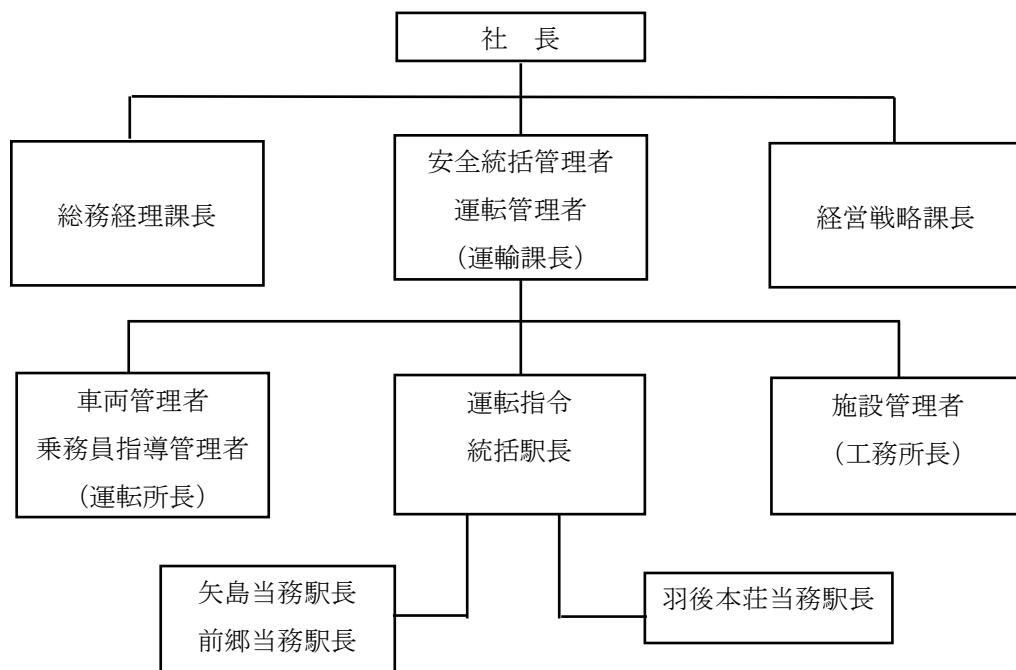 社　長
総務経理課長
安全統括管理者
運転管理者
（運輸課長）
経営戦略課長
車両管理者
乗務員指導管理者
（運転所長）
運転指令
統括駅長
施設管理者
（工務所長）
矢島当務駅長
前郷当務駅長
羽後本荘当務駅長